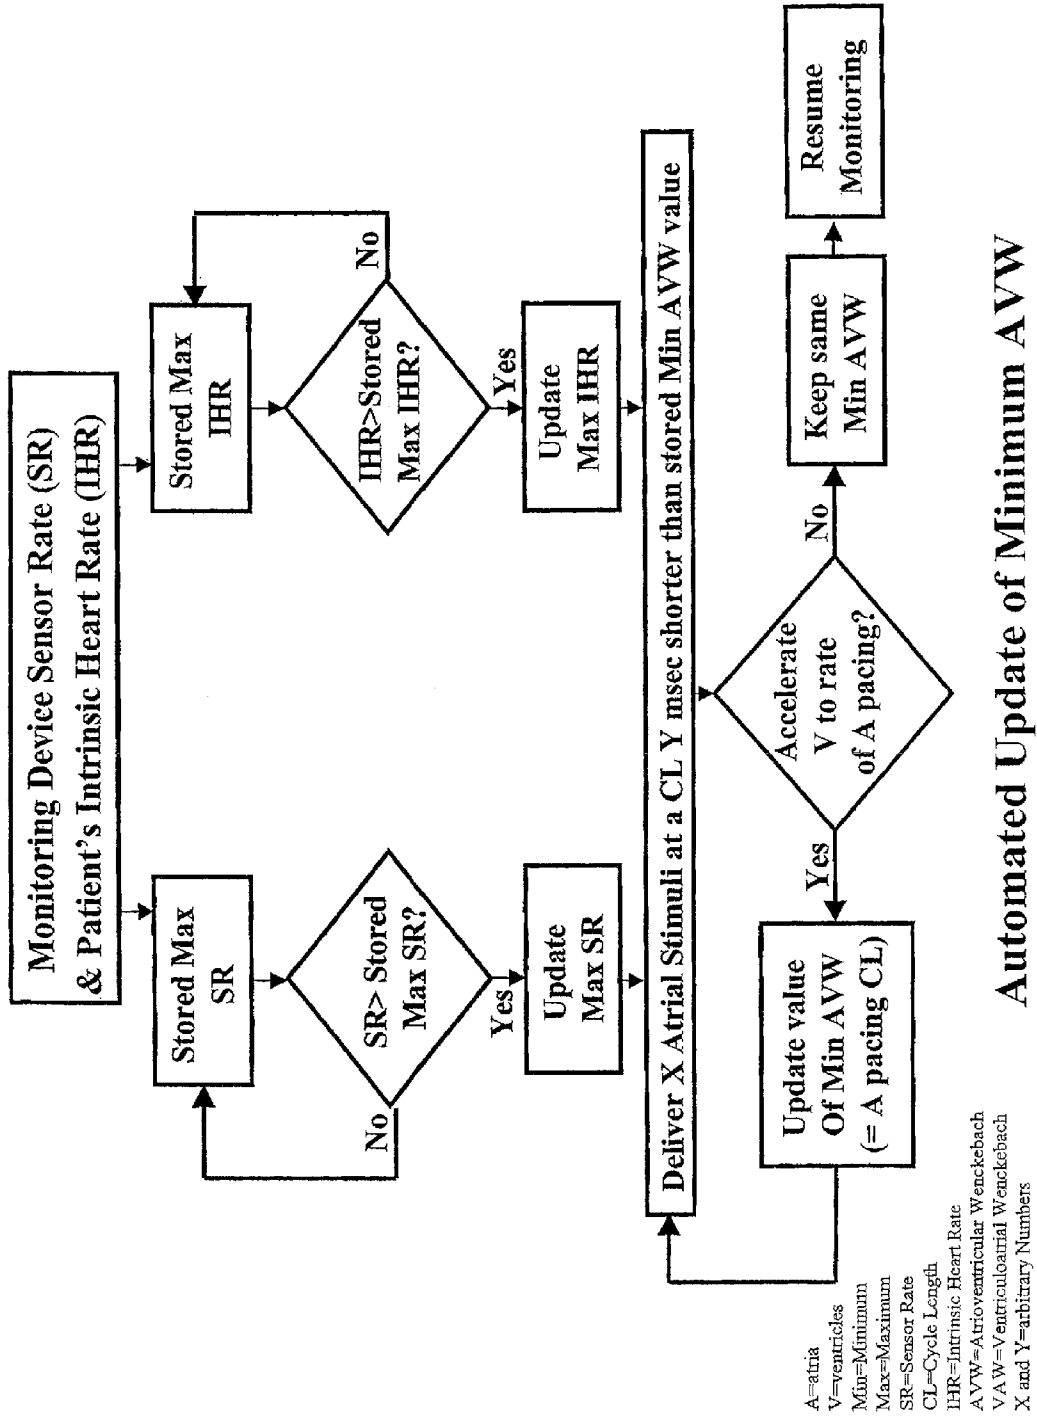 Monitoring Device Sensor Rate (SR)
& Patient's Intrinsic Heart Rate (IHR)
Stored Max
SR
SR> Stored
Max SR?
No
Yes
Update
Max SR
Stored Max
IHR
IHR>Stored
Max IHR?
No
Yes
Update
Max IHR
Deliver X Atrial Stimuli at a CL Y msec shorter than stored Min AVW value
Accelerate
V to rate
of A pacing?
Yes
Update value
Of Min AVW
(= A pacing CL)
No
Keep same
Min AVW
Resume
Monitoring
A=atria
V=ventricles
Min=Minimum
Max=Maximum
SR=Sensor Rate
CL=Cycle Length
IHR=Intrinsic Heart Rate
AVW=Atrioventricular Wenckebach
VAW=Ventriculoatrial Wenckebach
X and Y=arbitrary Numbers
Automated Update of Minimum AVW